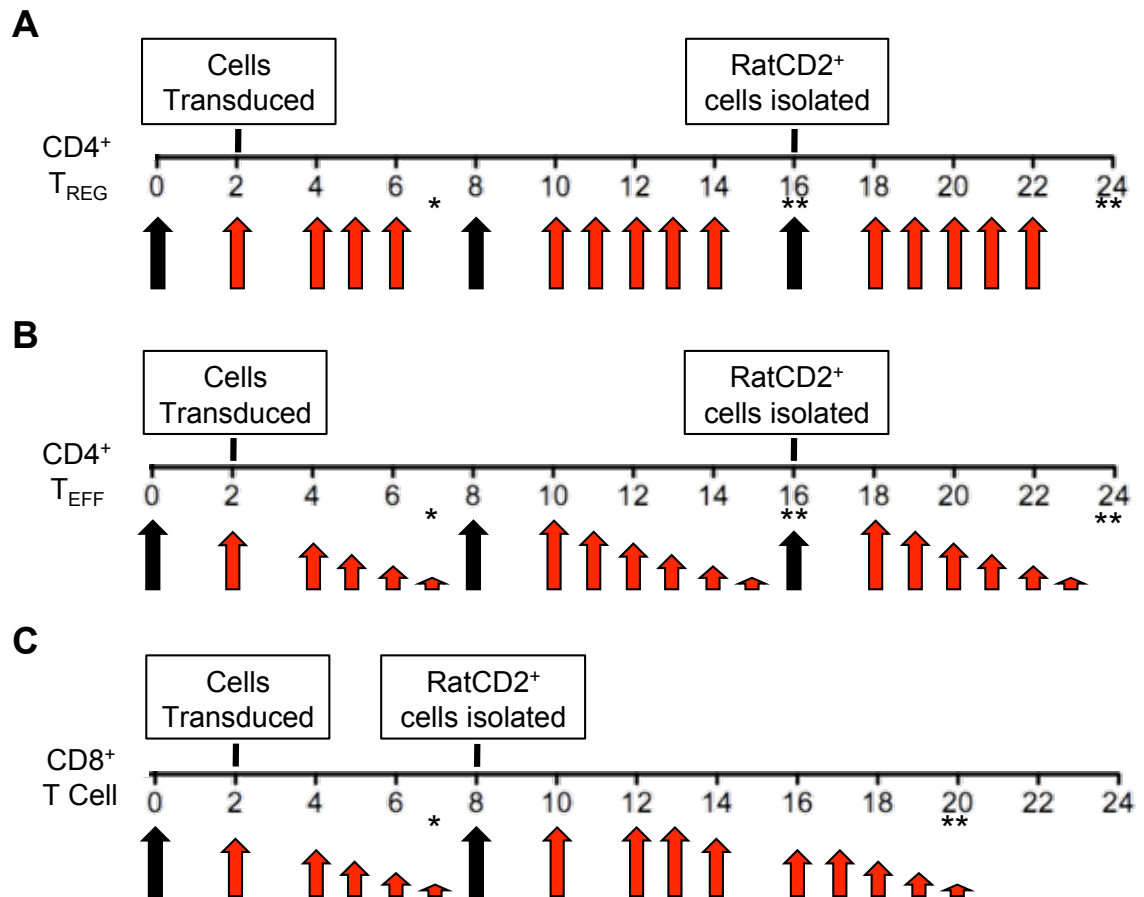 A
Cells
Transduced
RatCD2⁺
cells isolated
CD4⁺
T_REG
0 2 4 6 8 10 12 14 16 18 20 22 24
* ** **
B
Cells
Transduced
RatCD2⁺
cells isolated
CD4⁺
T_EFF
0 2 4 6 8 10 12 14 16 18 20 22 24
* ** **
C
Cells
Transduced
RatCD2⁺
cells isolated
CD8⁺
T Cell
0 2 4 6 8 10 12 14 16 18 20 22 24
* **